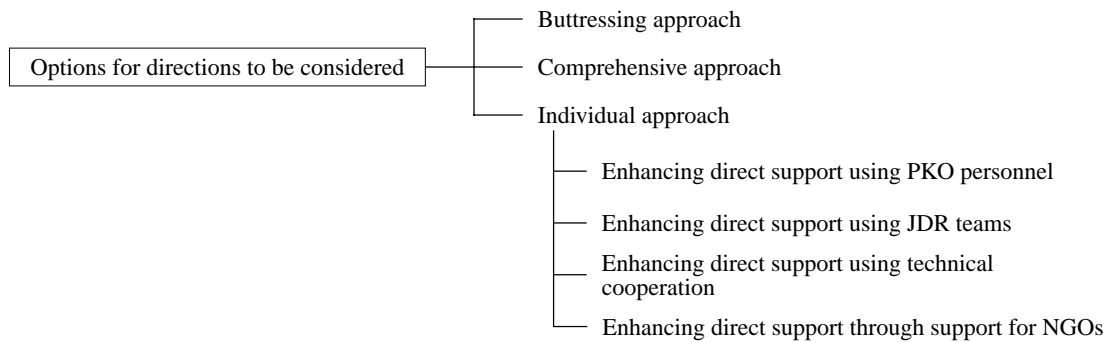 Buttressing approach
Options for directions to be considered
Comprehensive approach
Individual approach
Enhancing direct support using PKO personnel
Enhancing direct support using JDR teams
Enhancing direct support using technical
cooperation
Enhancing direct support through support for NGOs